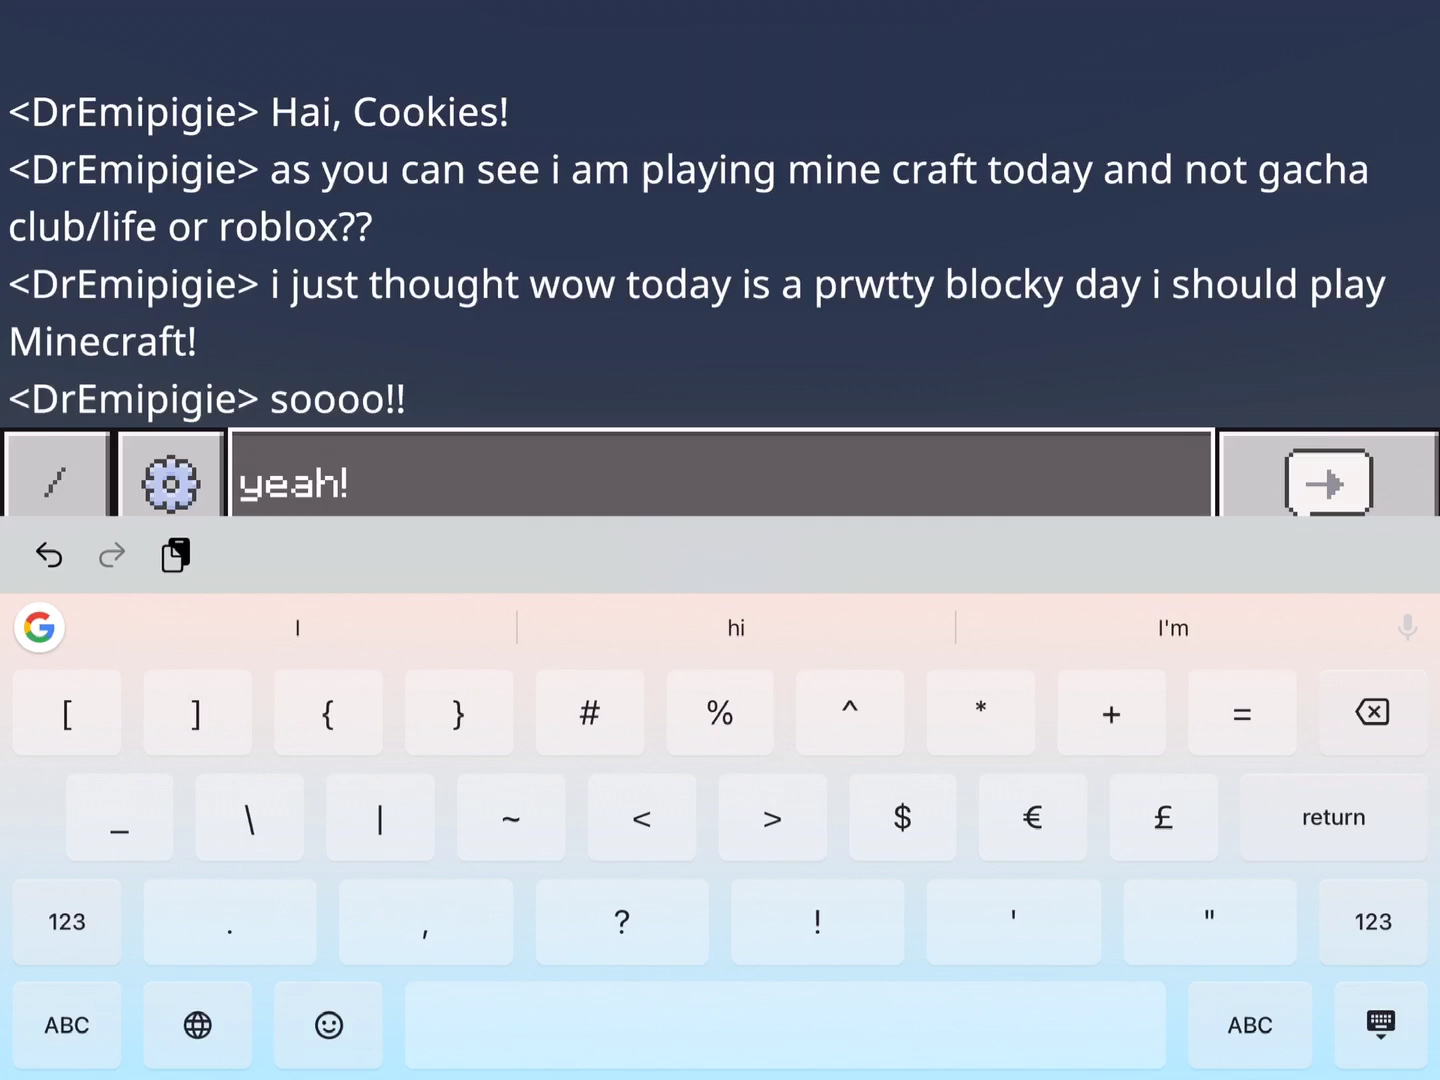 <DrEmipigie> Hai, Cookies!
<DrEmipigie> as you can see i am playing mine craft today and not gacha
club/life or roblox??
<DrEmipigie> i just thought wow today is a prwtty blocky day i should play
Minecraft!
<DrEmipigie> soooo!!
/ yeah!
G I hi I'm
[ ] { } # % ^ * + =
_ \ | ~ < > $ € £ return
123 . , ? ! ' " 123
ABC ABC